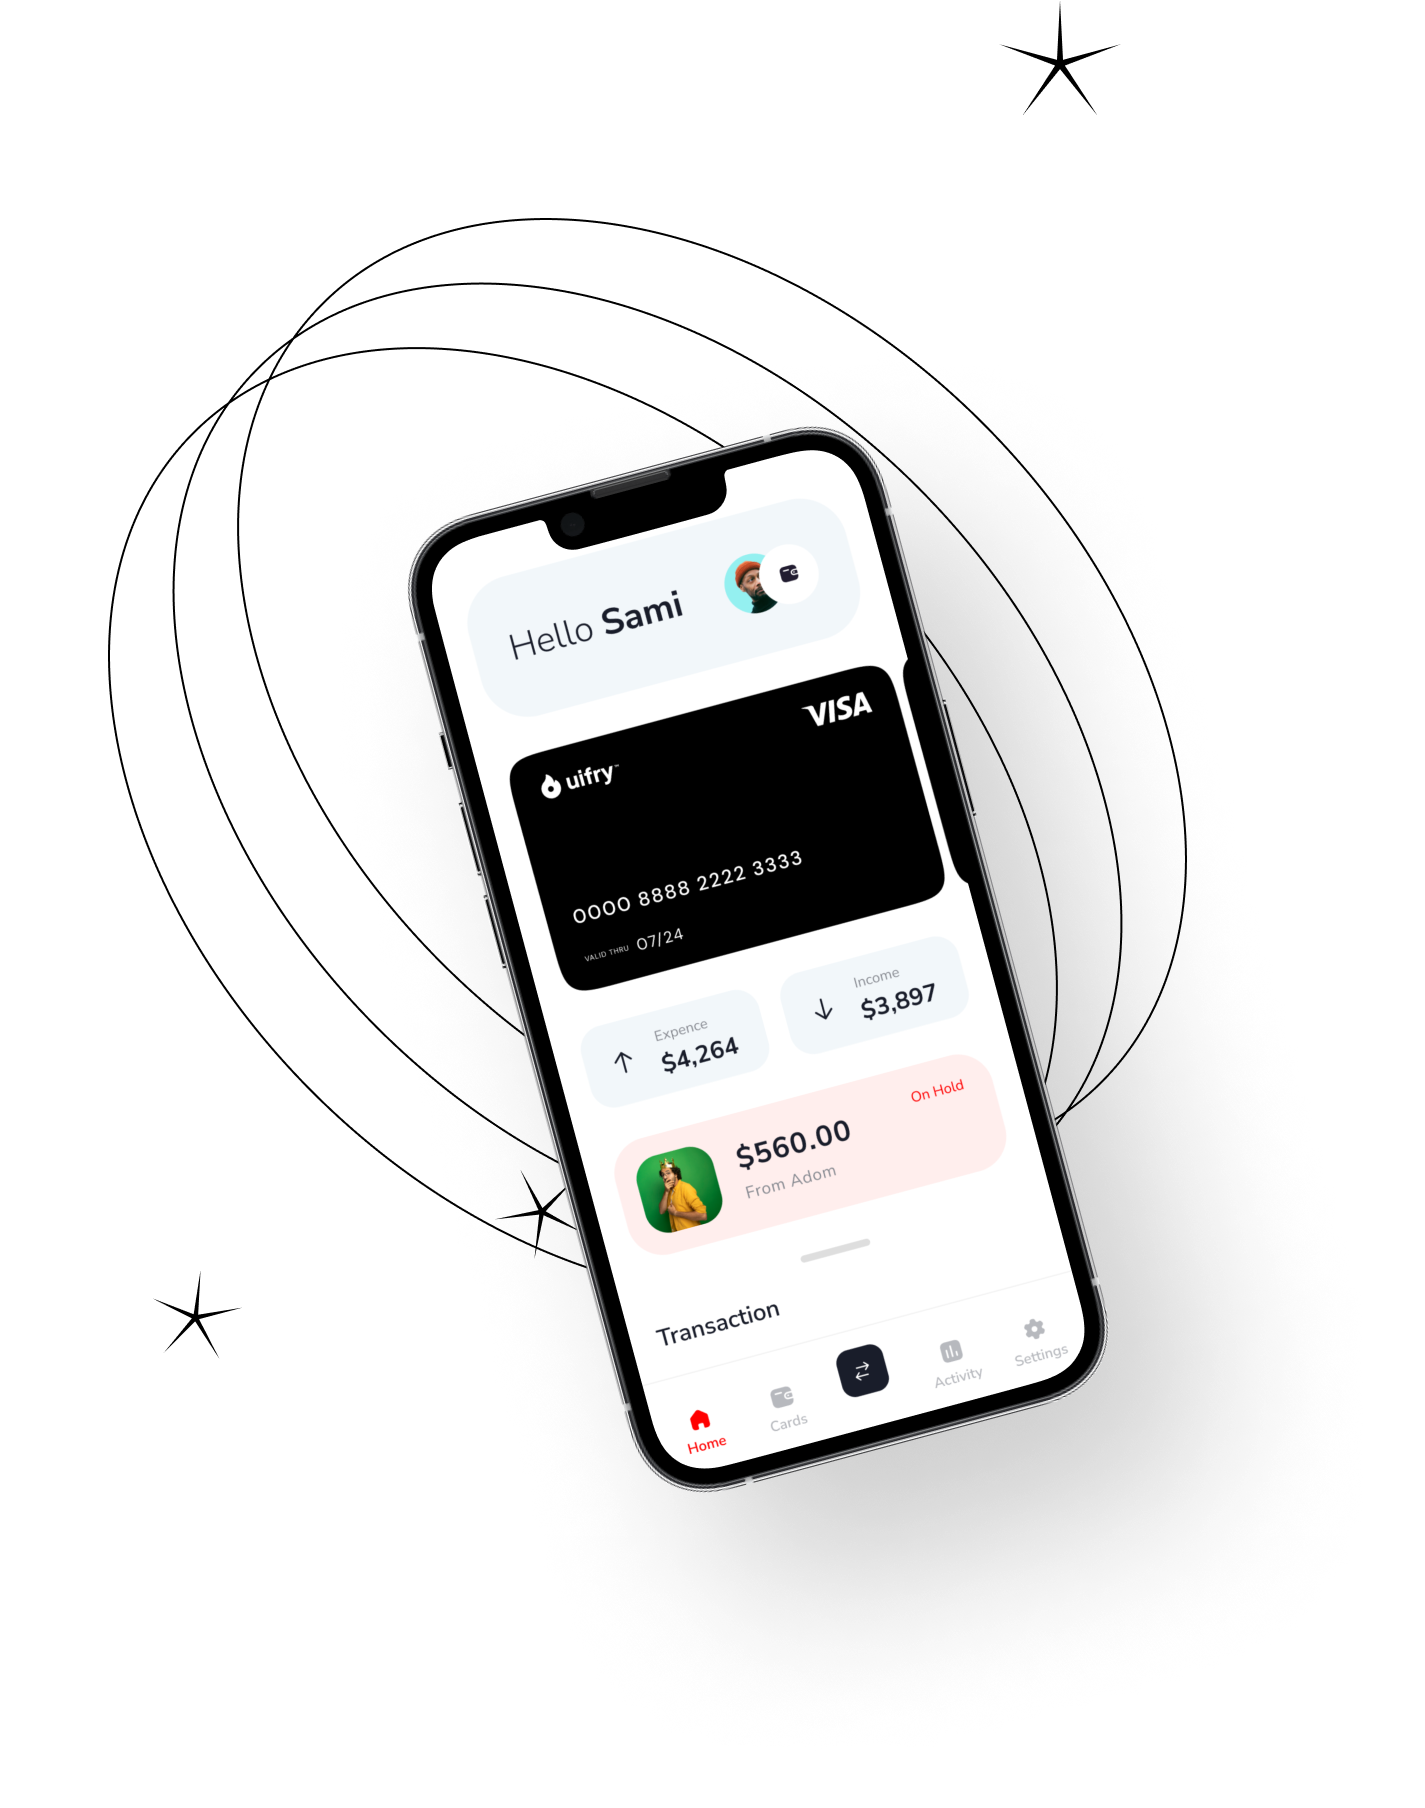 Hello Sami
VISA
uifry™
0000 8888 2222 3333
VALID THRU 07/24
Expence
$4,264
Income
$3,897
On Hold
$560.00
From Adom
Transaction
Home
Cards
Activity
Settings